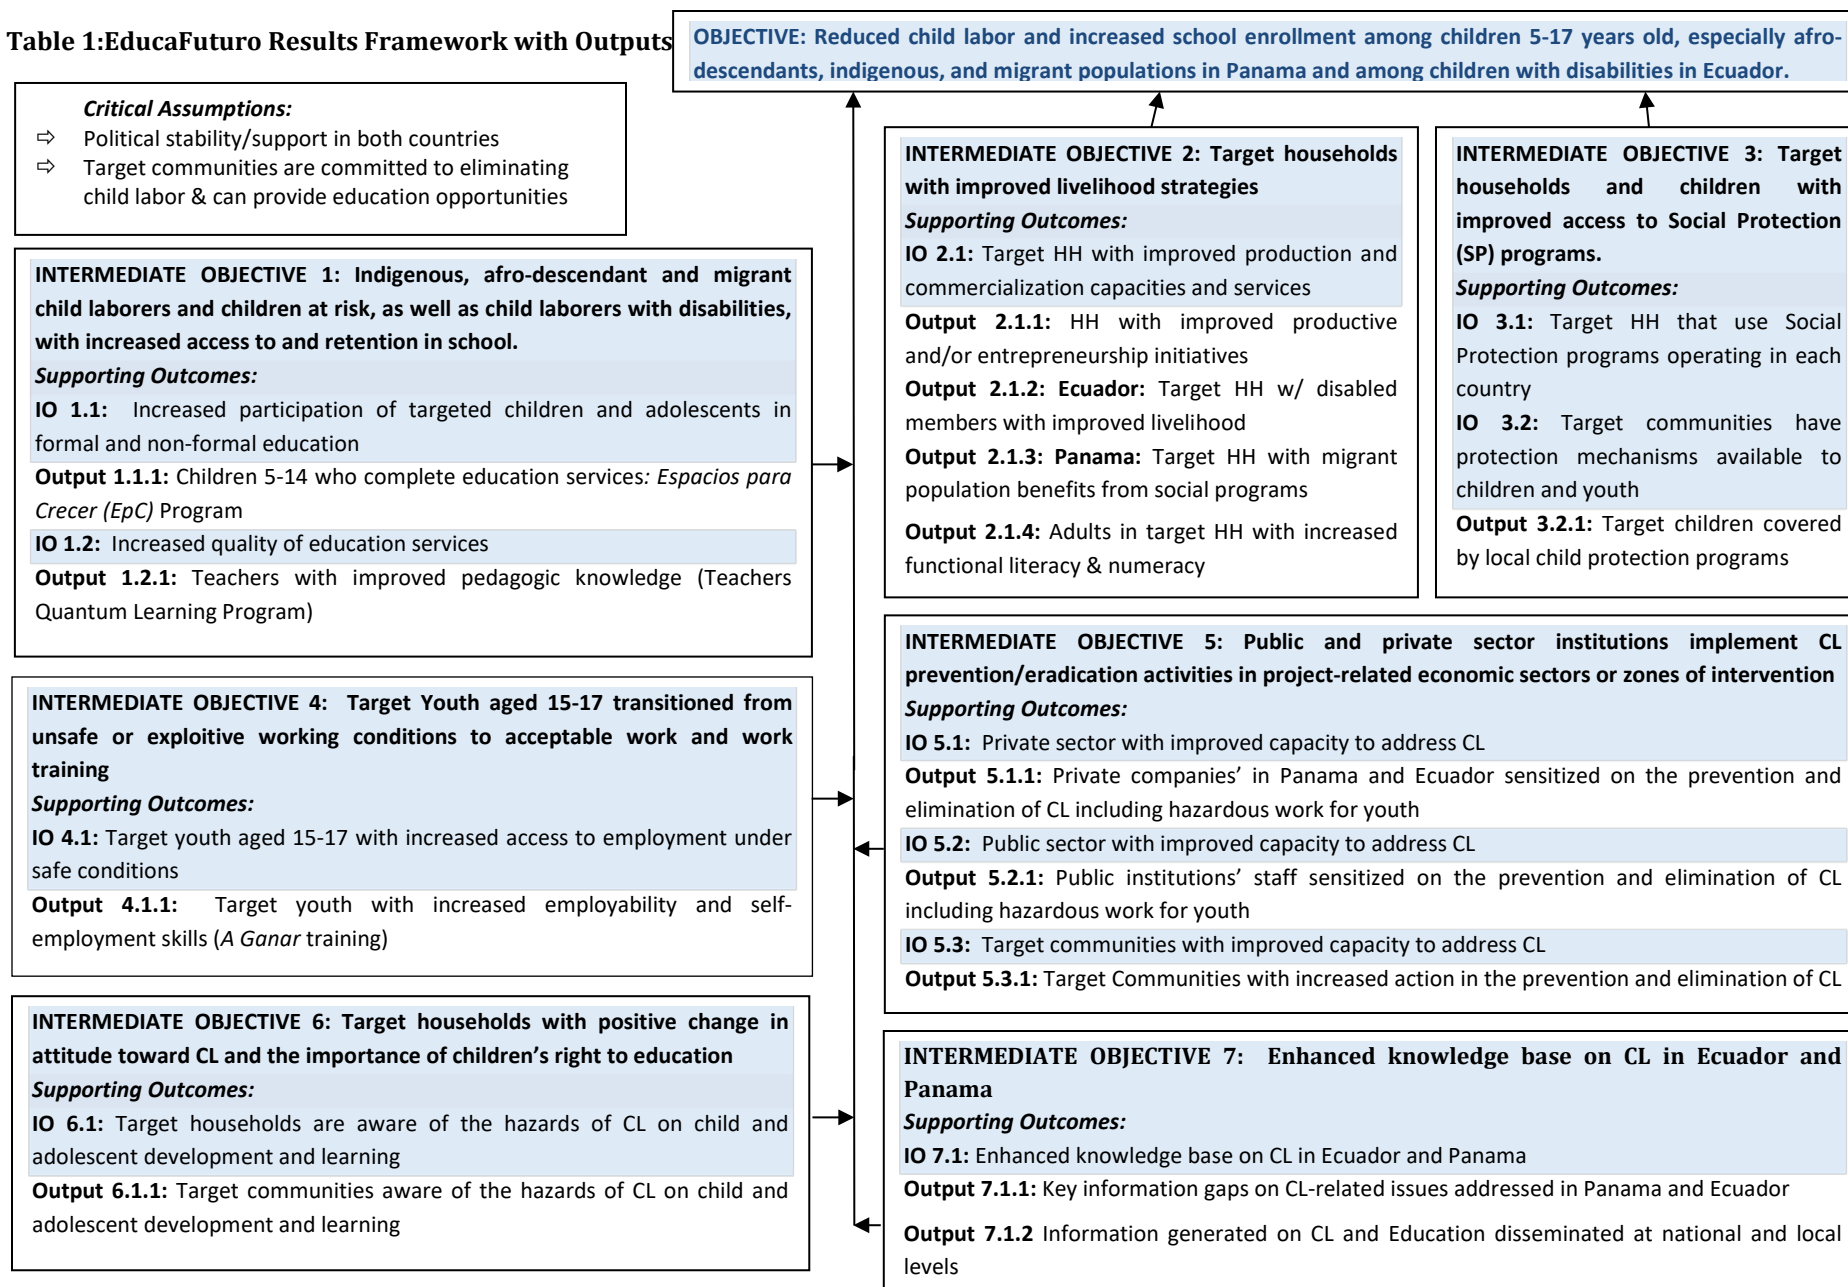 Table 1:EducaFuturo Results Framework with Outputs
OBJECTIVE: Reduced child labor and increased school enrollment among children 5-17 years old, especially afro-
descendants, indigenous, and migrant populations in Panama and among children with disabilities in Ecuador.
Critical Assumptions:
⇨ Political stability/support in both countries
⇨ Target communities are committed to eliminating
child labor & can provide education opportunities
INTERMEDIATE OBJECTIVE 1: Indigenous, afro-descendant and migrant
child laborers and children at risk, as well as child laborers with disabilities,
with increased access to and retention in school.
Supporting Outcomes:
IO 1.1: Increased participation of targeted children and adolescents in
formal and non-formal education
Output 1.1.1: Children 5-14 who complete education services: Espacios para
Crecer (EpC) Program
IO 1.2: Increased quality of education services
Output 1.2.1: Teachers with improved pedagogic knowledge (Teachers
Quantum Learning Program)
INTERMEDIATE OBJECTIVE 2: Target households
with improved livelihood strategies
Supporting Outcomes:
IO 2.1: Target HH with improved production and
commercialization capacities and services
Output 2.1.1: HH with improved productive
and/or entrepreneurship initiatives
Output 2.1.2: Ecuador: Target HH w/ disabled
members with improved livelihood
Output 2.1.3: Panama: Target HH with migrant
population benefits from social programs
Output 2.1.4: Adults in target HH with increased
functional literacy & numeracy
INTERMEDIATE OBJECTIVE 3: Target
households and children with
improved access to Social Protection
(SP) programs.
Supporting Outcomes:
IO 3.1: Target HH that use Social
Protection programs operating in each
country
IO 3.2: Target communities have
protection mechanisms available to
children and youth
Output 3.2.1: Target children covered
by local child protection programs
INTERMEDIATE OBJECTIVE 4: Target Youth aged 15-17 transitioned from
unsafe or exploitive working conditions to acceptable work and work
training
Supporting Outcomes:
IO 4.1: Target youth aged 15-17 with increased access to employment under
safe conditions
Output 4.1.1: Target youth with increased employability and self-
employment skills (A Ganar training)
INTERMEDIATE OBJECTIVE 5: Public and private sector institutions implement CL
prevention/eradication activities in project-related economic sectors or zones of intervention
Supporting Outcomes:
IO 5.1: Private sector with improved capacity to address CL
Output 5.1.1: Private companies’ in Panama and Ecuador sensitized on the prevention and
elimination of CL including hazardous work for youth
IO 5.2: Public sector with improved capacity to address CL
Output 5.2.1: Public institutions’ staff sensitized on the prevention and elimination of CL
including hazardous work for youth
IO 5.3: Target communities with improved capacity to address CL
Output 5.3.1: Target Communities with increased action in the prevention and elimination of CL
INTERMEDIATE OBJECTIVE 6: Target households with positive change in
attitude toward CL and the importance of children’s right to education
Supporting Outcomes:
IO 6.1: Target households are aware of the hazards of CL on child and
adolescent development and learning
Output 6.1.1: Target communities aware of the hazards of CL on child and
adolescent development and learning
INTERMEDIATE OBJECTIVE 7: Enhanced knowledge base on CL in Ecuador and
Panama
Supporting Outcomes:
IO 7.1: Enhanced knowledge base on CL in Ecuador and Panama
Output 7.1.1: Key information gaps on CL-related issues addressed in Panama and Ecuador
Output 7.1.2 Information generated on CL and Education disseminated at national and local
levels